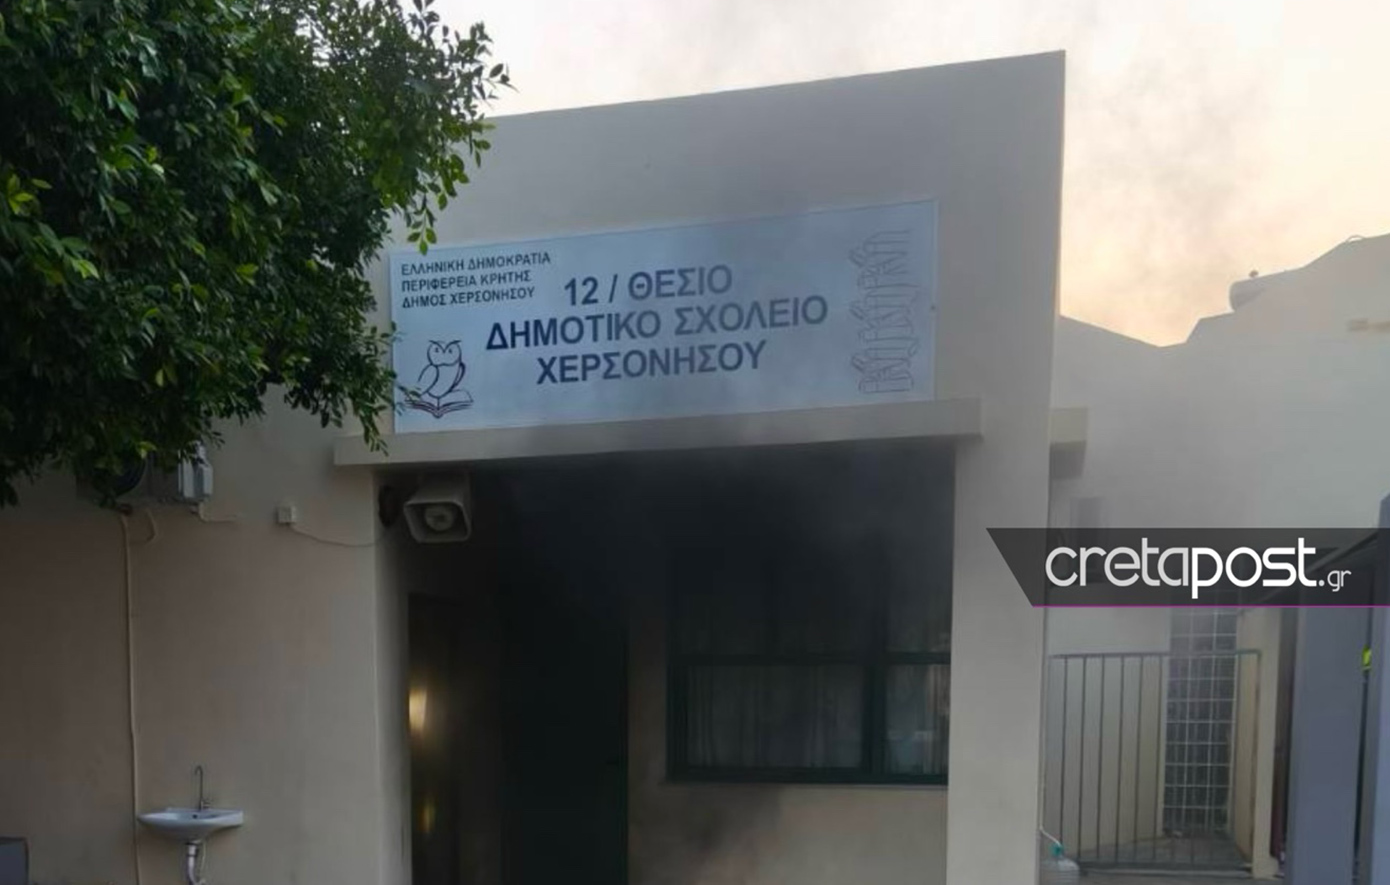 ΕΛΛΗΝΙΚΗ ΔΗΜΟΚΡΑΤΙΑ
ΠΕΡΙΦΕΡΕΙΑ ΚΡΗΤΗΣ
ΔΗΜΟΣ ΧΕΡΣΟΝΗΣΟΥ
12 / ΘΕΣΙΟ
ΔΗΜΟΤΙΚΟ ΣΧΟΛΕΙΟ
ΧΕΡΣΟΝΗΣΟΥ
cretapost.gr